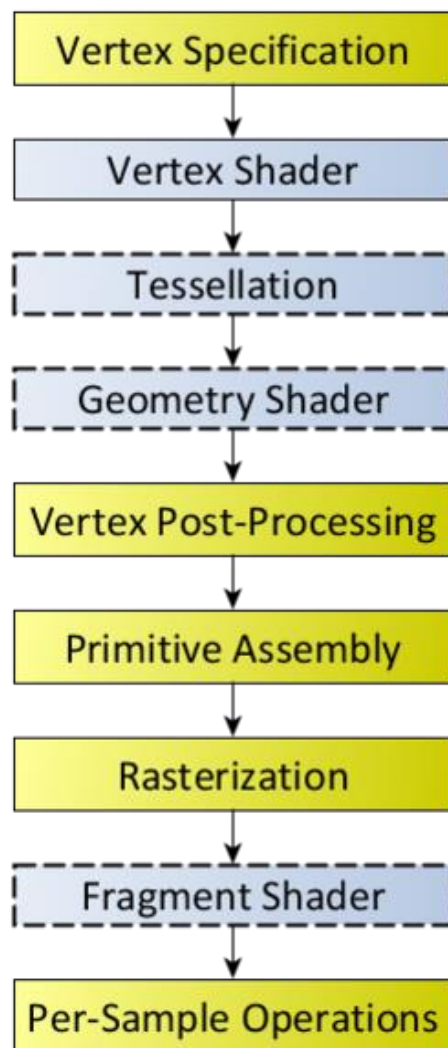 Vertex Specification
Vertex Shader
Tessellation
Geometry Shader
Vertex Post-Processing
Primitive Assembly
Rasterization
Fragment Shader
Per-Sample Operations